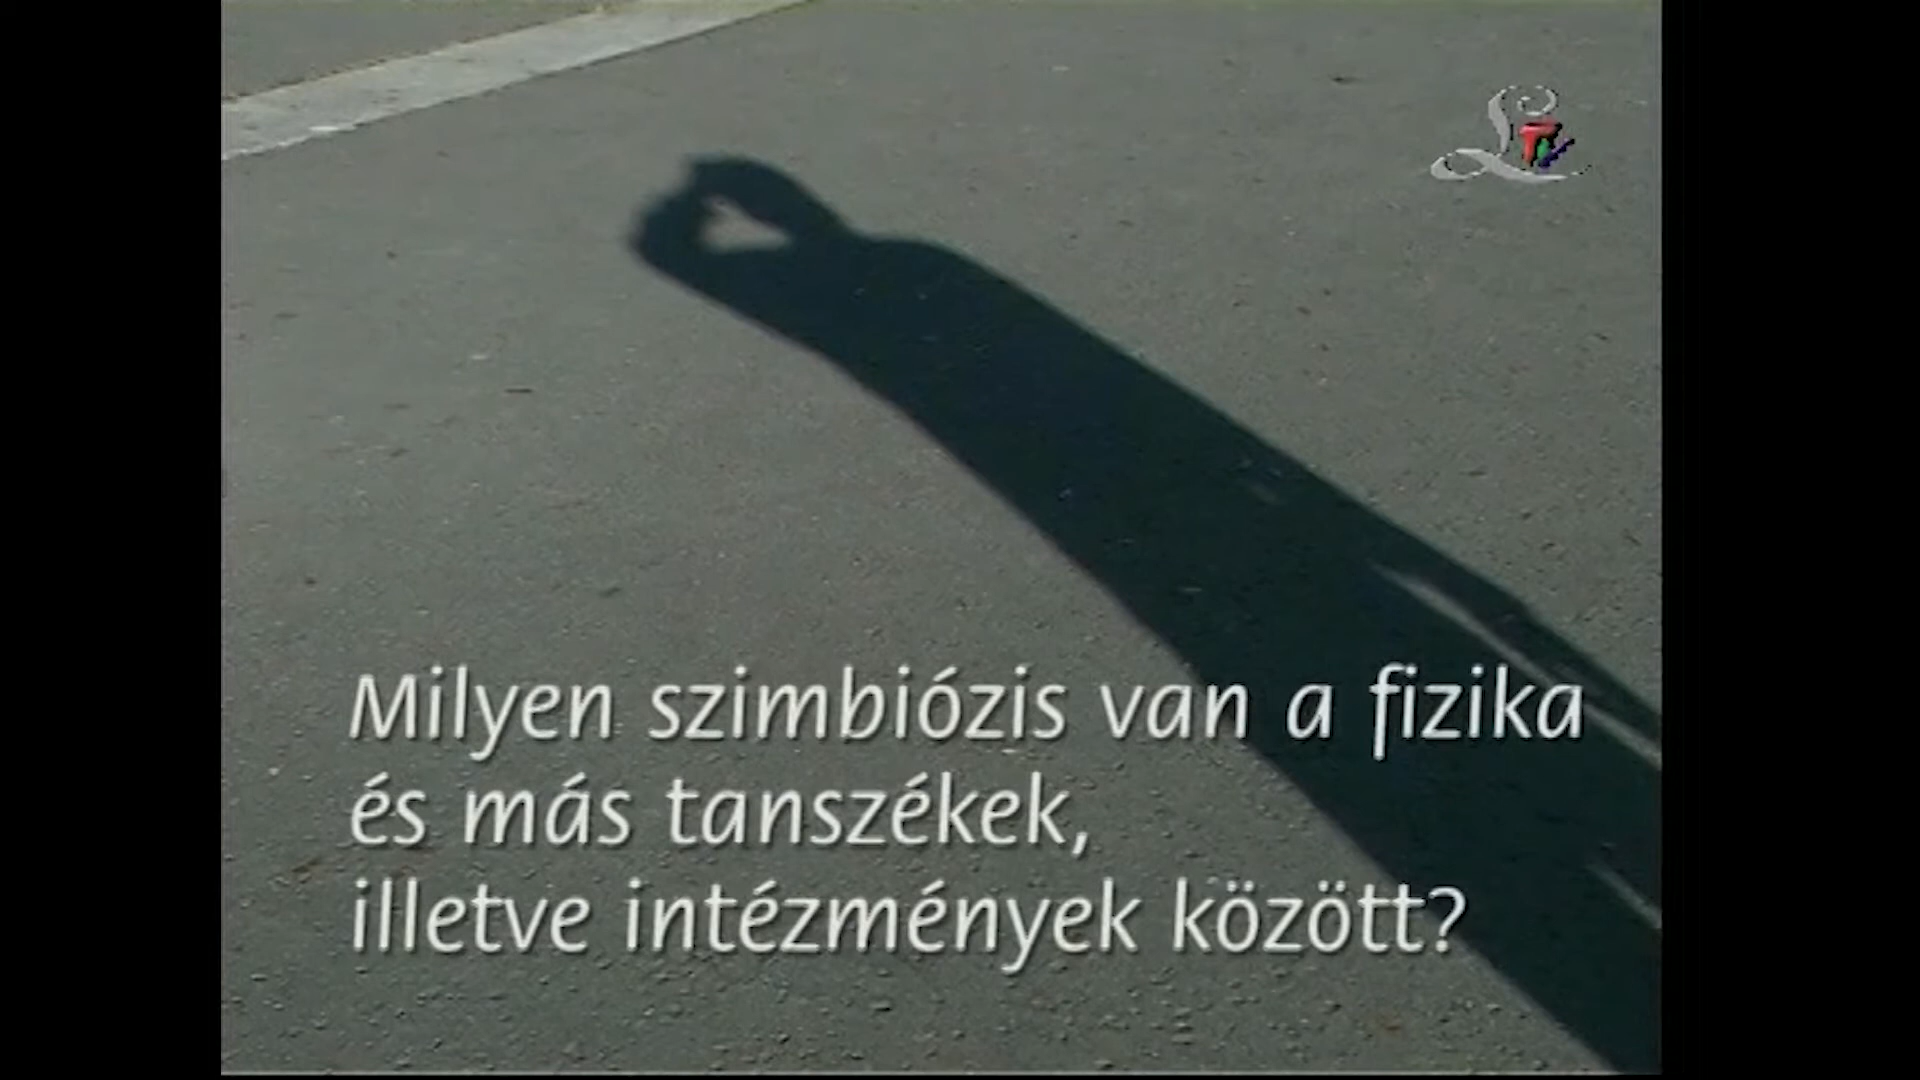 Milyen szimbiózis van a fizika
és más tanszékek,
illetve intézmények között?